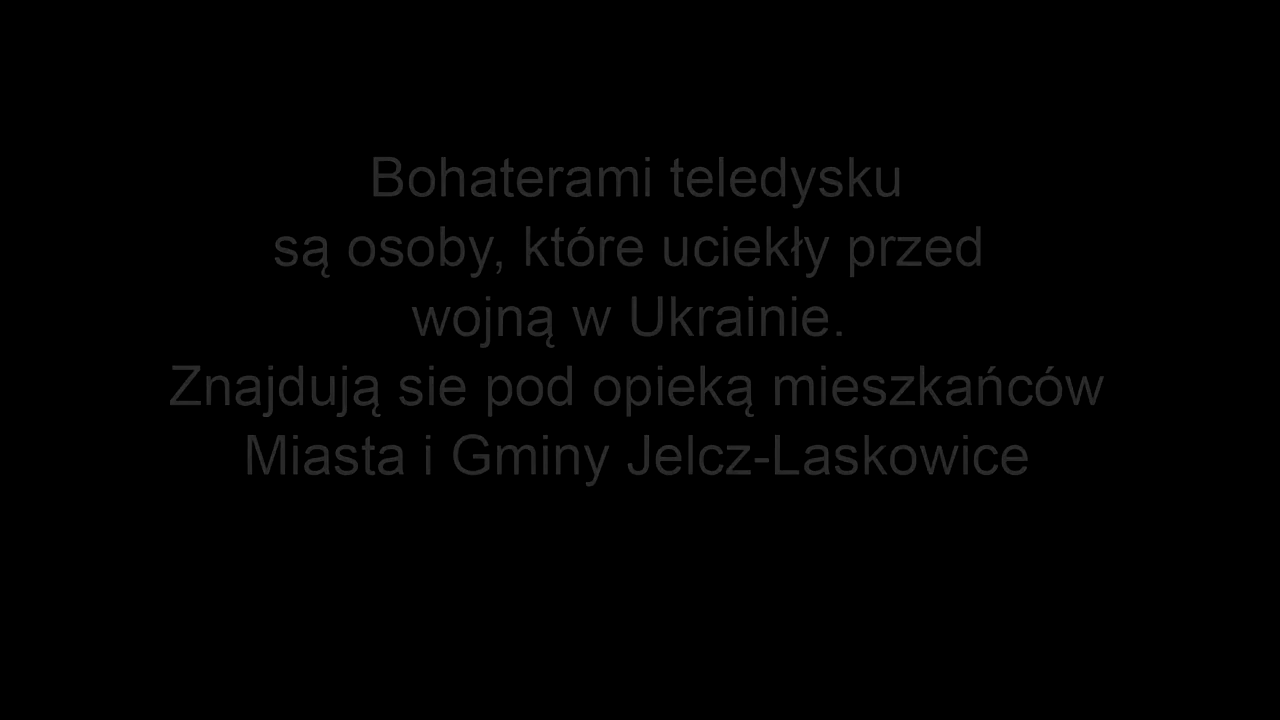 Bohaterami teledysku
są osoby, które uciekły przed
wojną w Ukrainie.
Znajdują sie pod opieką mieszkańców
Miasta i Gminy Jelcz-Laskowice